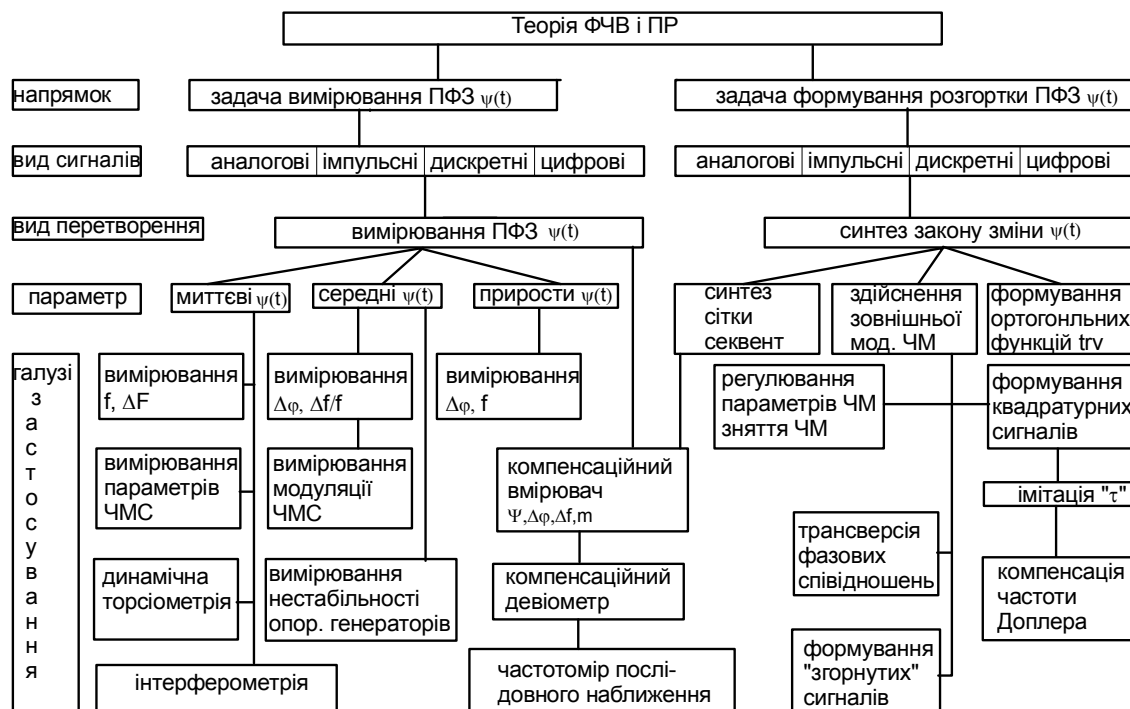 Теорія ФЧВ і ПР
напрямок
задача вимірювання ПФЗ ψ(t)
задача формування розгортки ПФЗ ψ(t)
вид сигналів
аналогові імпульсні дискретні цифрові
аналогові імпульсні дискретні цифрові
вид перетворення
вимірювання ПФЗ ψ(t)
синтез закону зміни ψ(t)
параметр
миттєві ψ(t)
середні ψ(t)
прирости ψ(t)
синтез
сітки
секвент
здійснення
зовнішньої
мод. ЧМ
формування
ортогонльних
функцій trv
галузі
з
а
с
т
о
с
у
в
а
н
н
я
вимірювання
f, ΔF
вимірювання
Δφ, Δf/f
вимірювання
Δφ, f
регулювання
параметрів ЧМ
зняття ЧМ
формування
квадратурних
сигналів
вимірювання
параметрів
ЧМС
вимірювання
модуляції
ЧМС
компенсаційний
вмірювач
Ψ,Δφ,Δf,m
імітація "τ"
трансверсія
фазових
співідношень
динамічна
торсіометрія
вимірювання
нестабільності
опор. генераторів
компенсаційний
девіометр
компенсація
частоти
Доплера
інтерферометрія
частотомір послі-
довного наближення
формування
"згорнутих"
сигналів